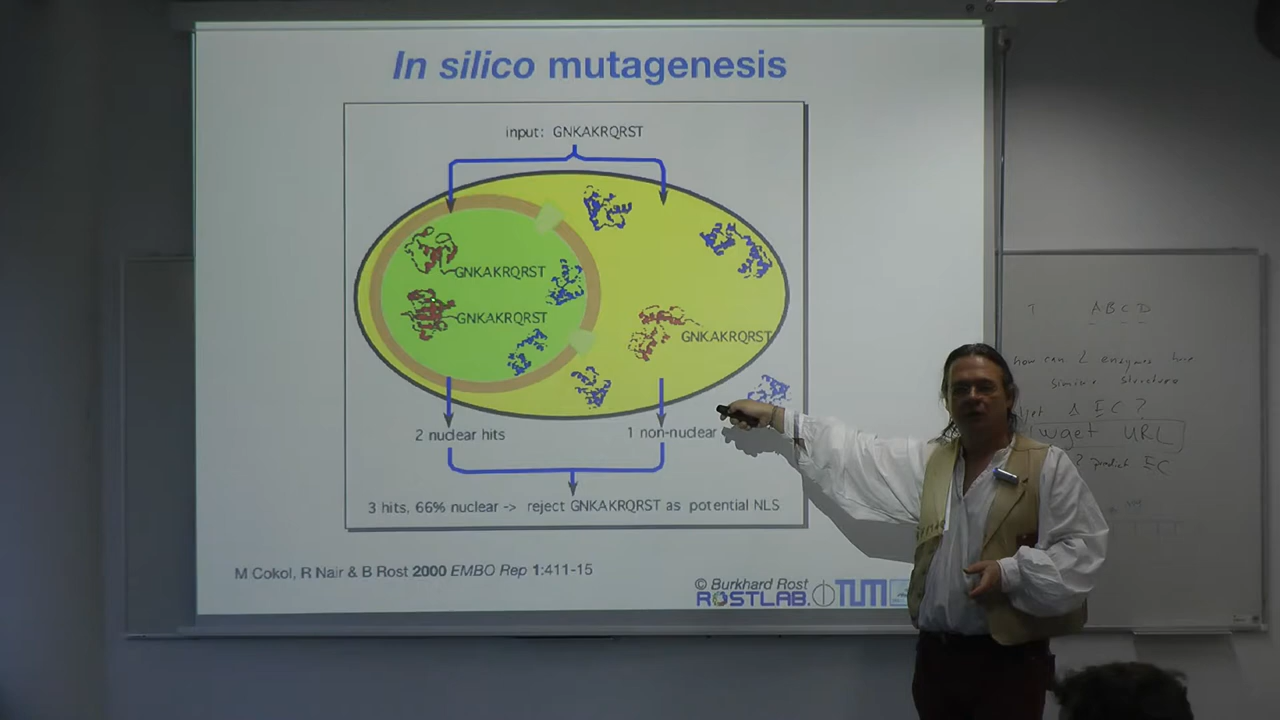 In silico mutagenesis
input: GNKAKRQRST
GNKAKRQRST
GNKAKRQRST
GNKAKRQRST
2 nuclear hits
1 non-nuclear
3 hits, 66% nuclear -> reject GNKAKRQRST as potential NLS
M Cokol, R Nair & B Rost 2000 EMBO Rep 1:411-15
© Burkhard Rost
ROSTLAB. TUM
T ABCD
how can 2 enzymes have
structure
EC?
wget URL
? predict EC